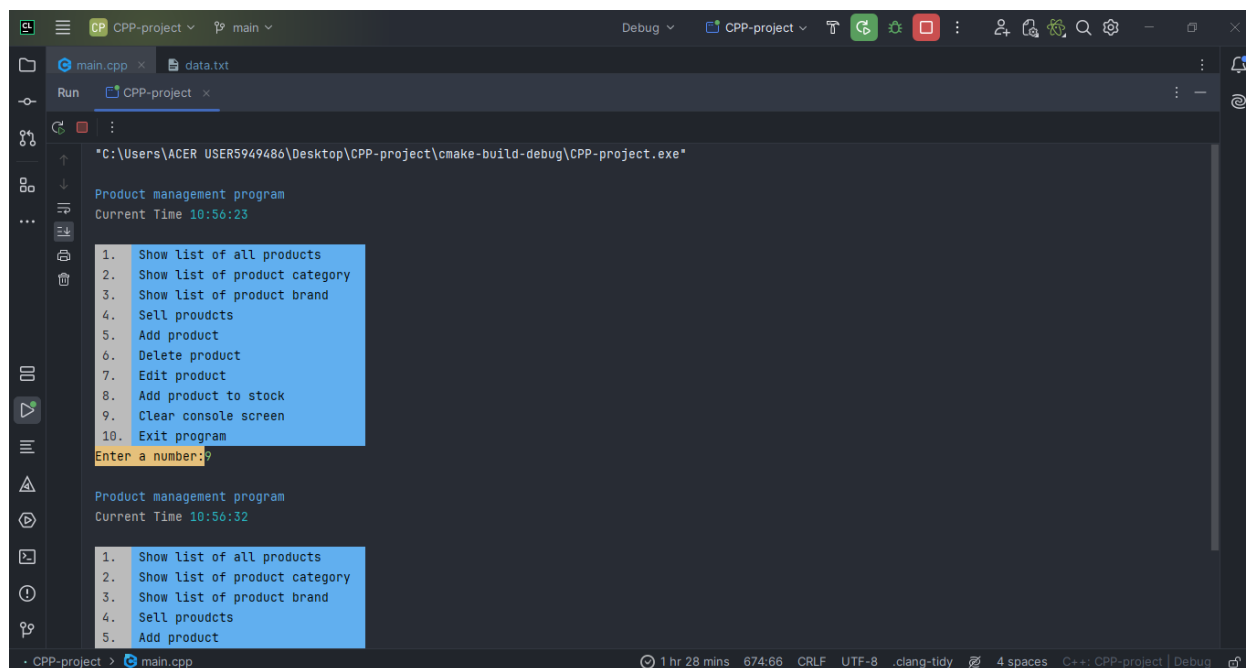 CL CP CPP-project main Debug CPP-project
main.cpp data.txt
Run CPP-project
"C:\Users\ACER USER5949486\Desktop\CPP-project\cmake-build-debug\CPP-project.exe"
Product management program
Current Time 10:56:23
1. Show list of all products
2. Show list of product category
3. Show list of product brand
4. Sell proudcts
5. Add product
6. Delete product
7. Edit product
8. Add product to stock
9. Clear console screen
10. Exit program
Enter a number:9
Product management program
Current Time 10:56:32
1. Show list of all products
2. Show list of product category
3. Show list of product brand
4. Sell proudcts
5. Add product
CPP-project > main.cpp 1 hr 28 mins 674:66 CRLF UTF-8 .clang-tidy 4 spaces C++: CPP-project | Debug